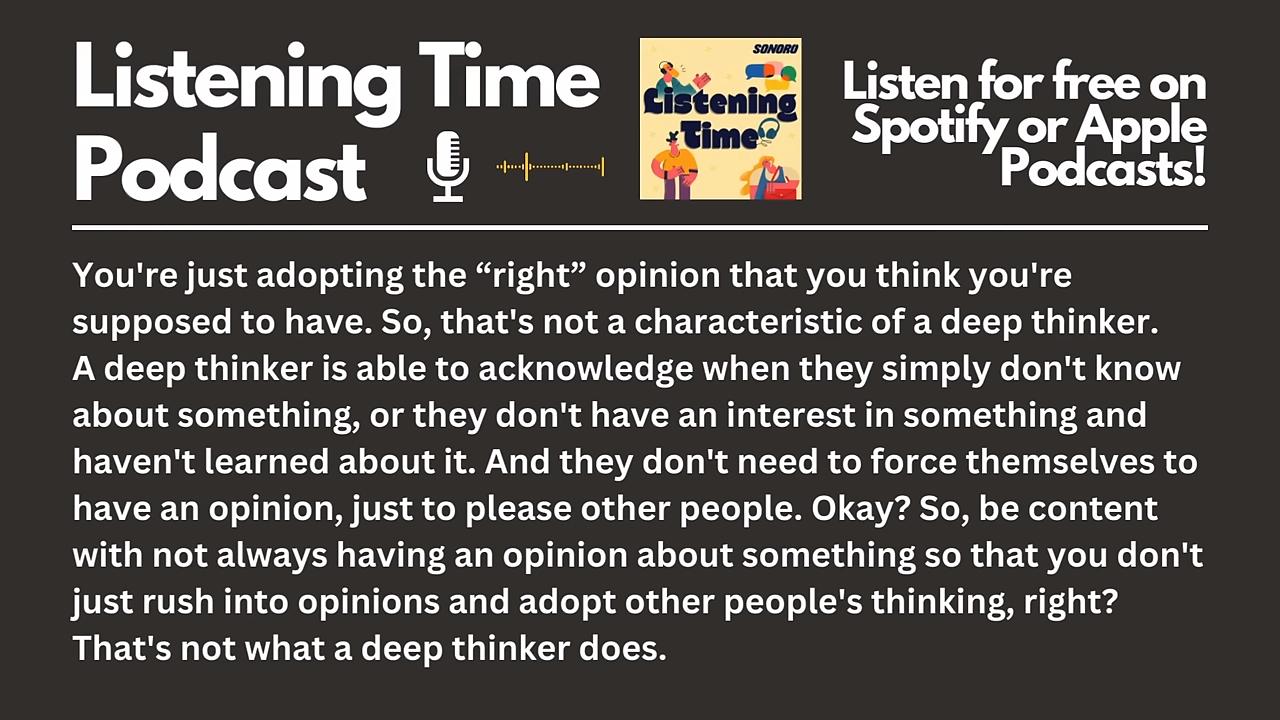 Listening Time
Podcast
SONORO
Listening
Time
Listen for free on
Spotify or Apple
Podcasts!
You're just adopting the “right” opinion that you think you're
supposed to have. So, that's not a characteristic of a deep thinker.
A deep thinker is able to acknowledge when they simply don't know
about something, or they don't have an interest in something and
haven't learned about it. And they don't need to force themselves to
have an opinion, just to please other people. Okay? So, be content
with not always having an opinion about something so that you don't
just rush into opinions and adopt other people's thinking, right?
That's not what a deep thinker does.